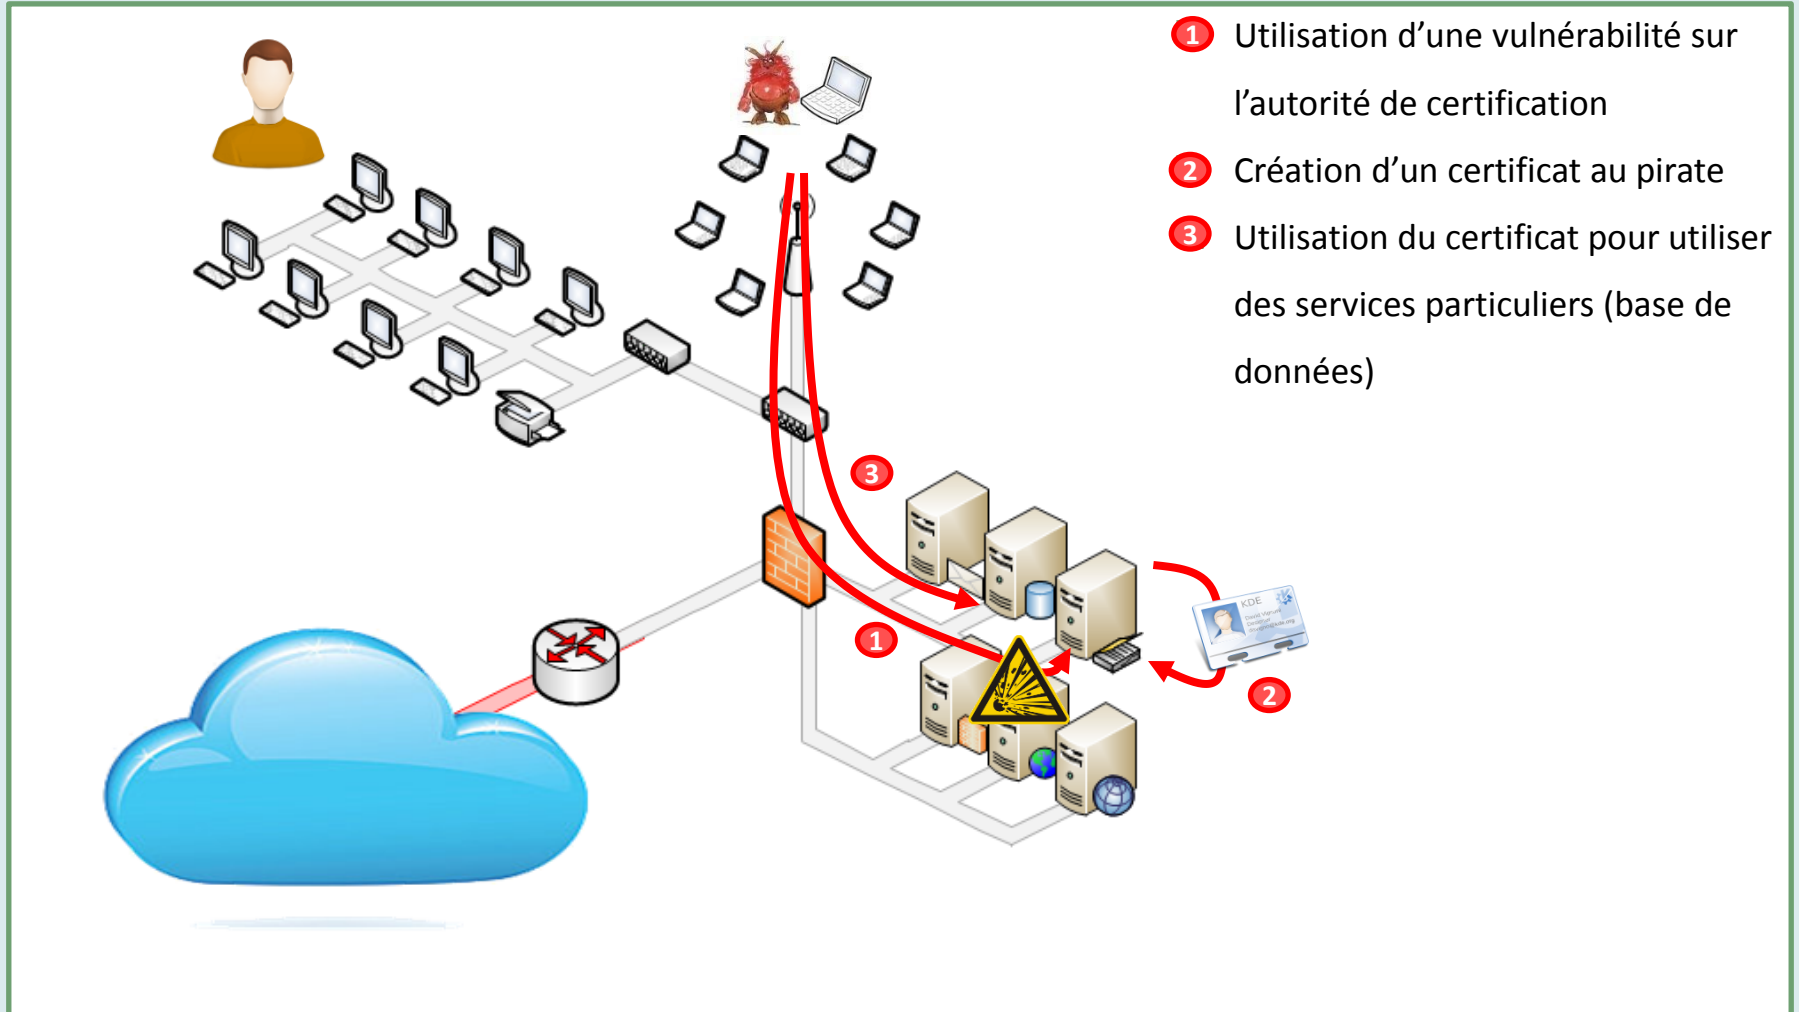 1 Utilisation d'une vulnérabilité sur
l'autorité de certification
2 Création d'un certificat au pirate
3 Utilisation du certificat pour utiliser
des services particuliers (base de
données)
3
1
2
KDE